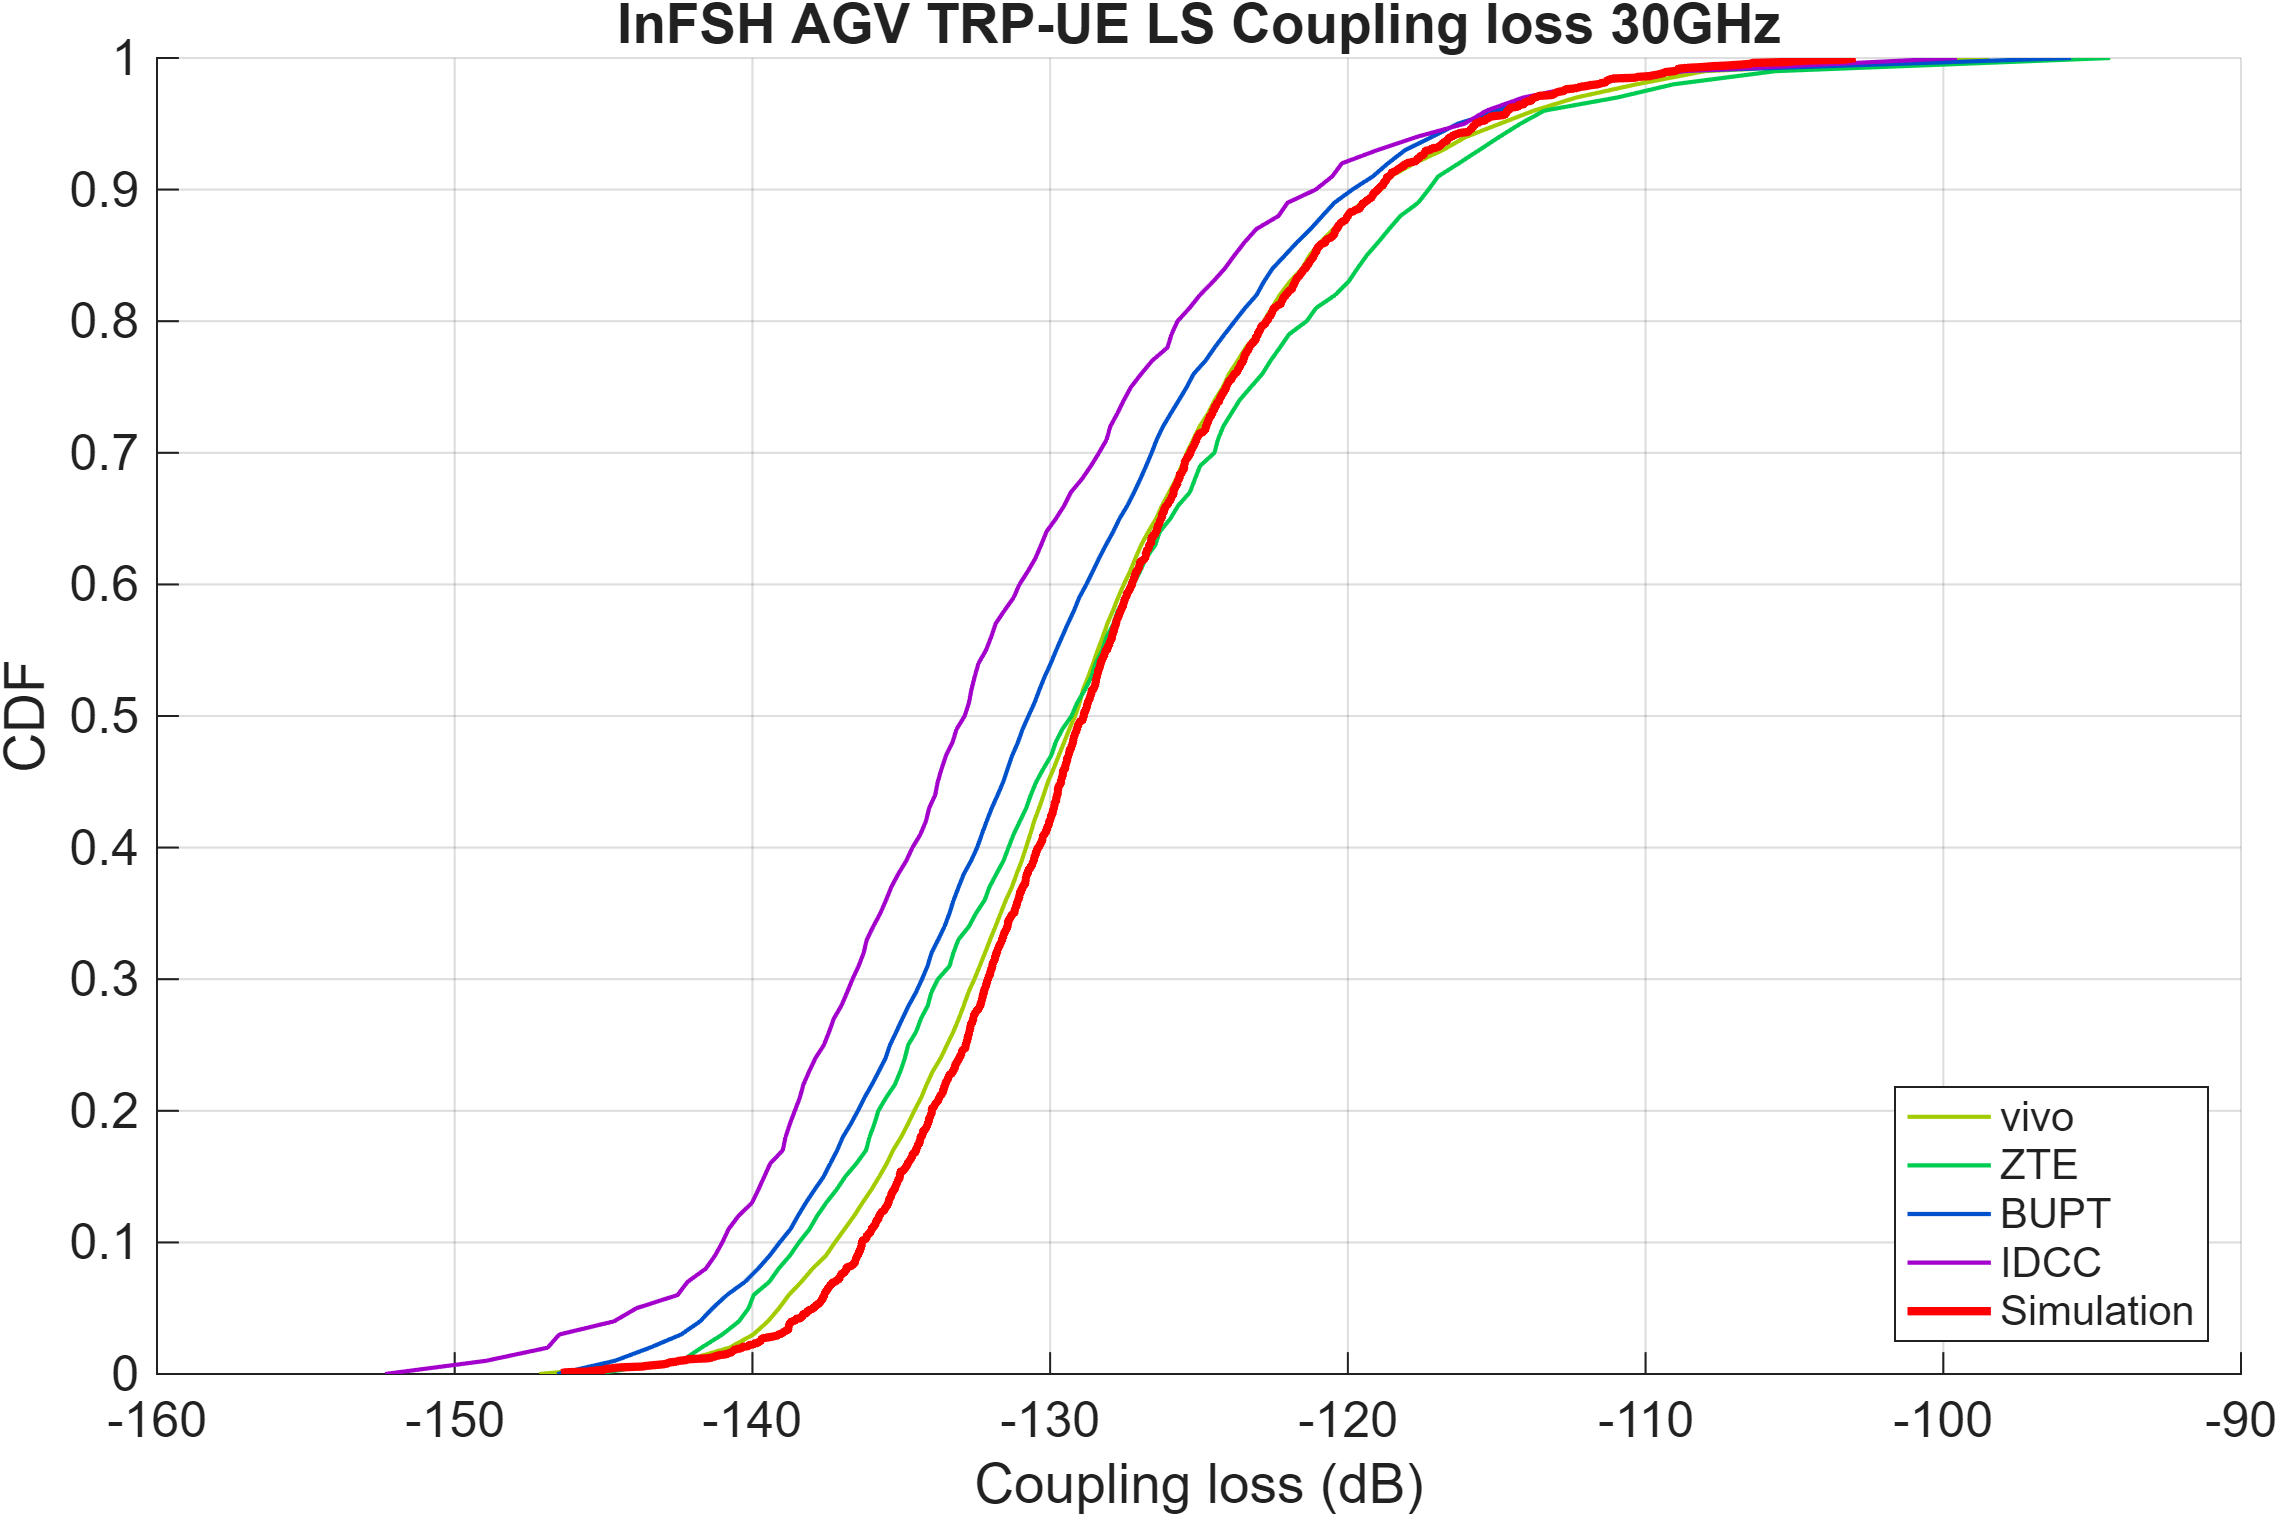 InFSH AGV TRP-UE LS Coupling loss 30GHz
1
0.9
0.8
0.7
0.6
0.5
0.4
0.3
0.2
0.1
0
CDF
-160
-150
-140
-130
-120
-110
-100
-90
Coupling loss (dB)
vivo
ZTE
BUPT
IDCC
Simulation